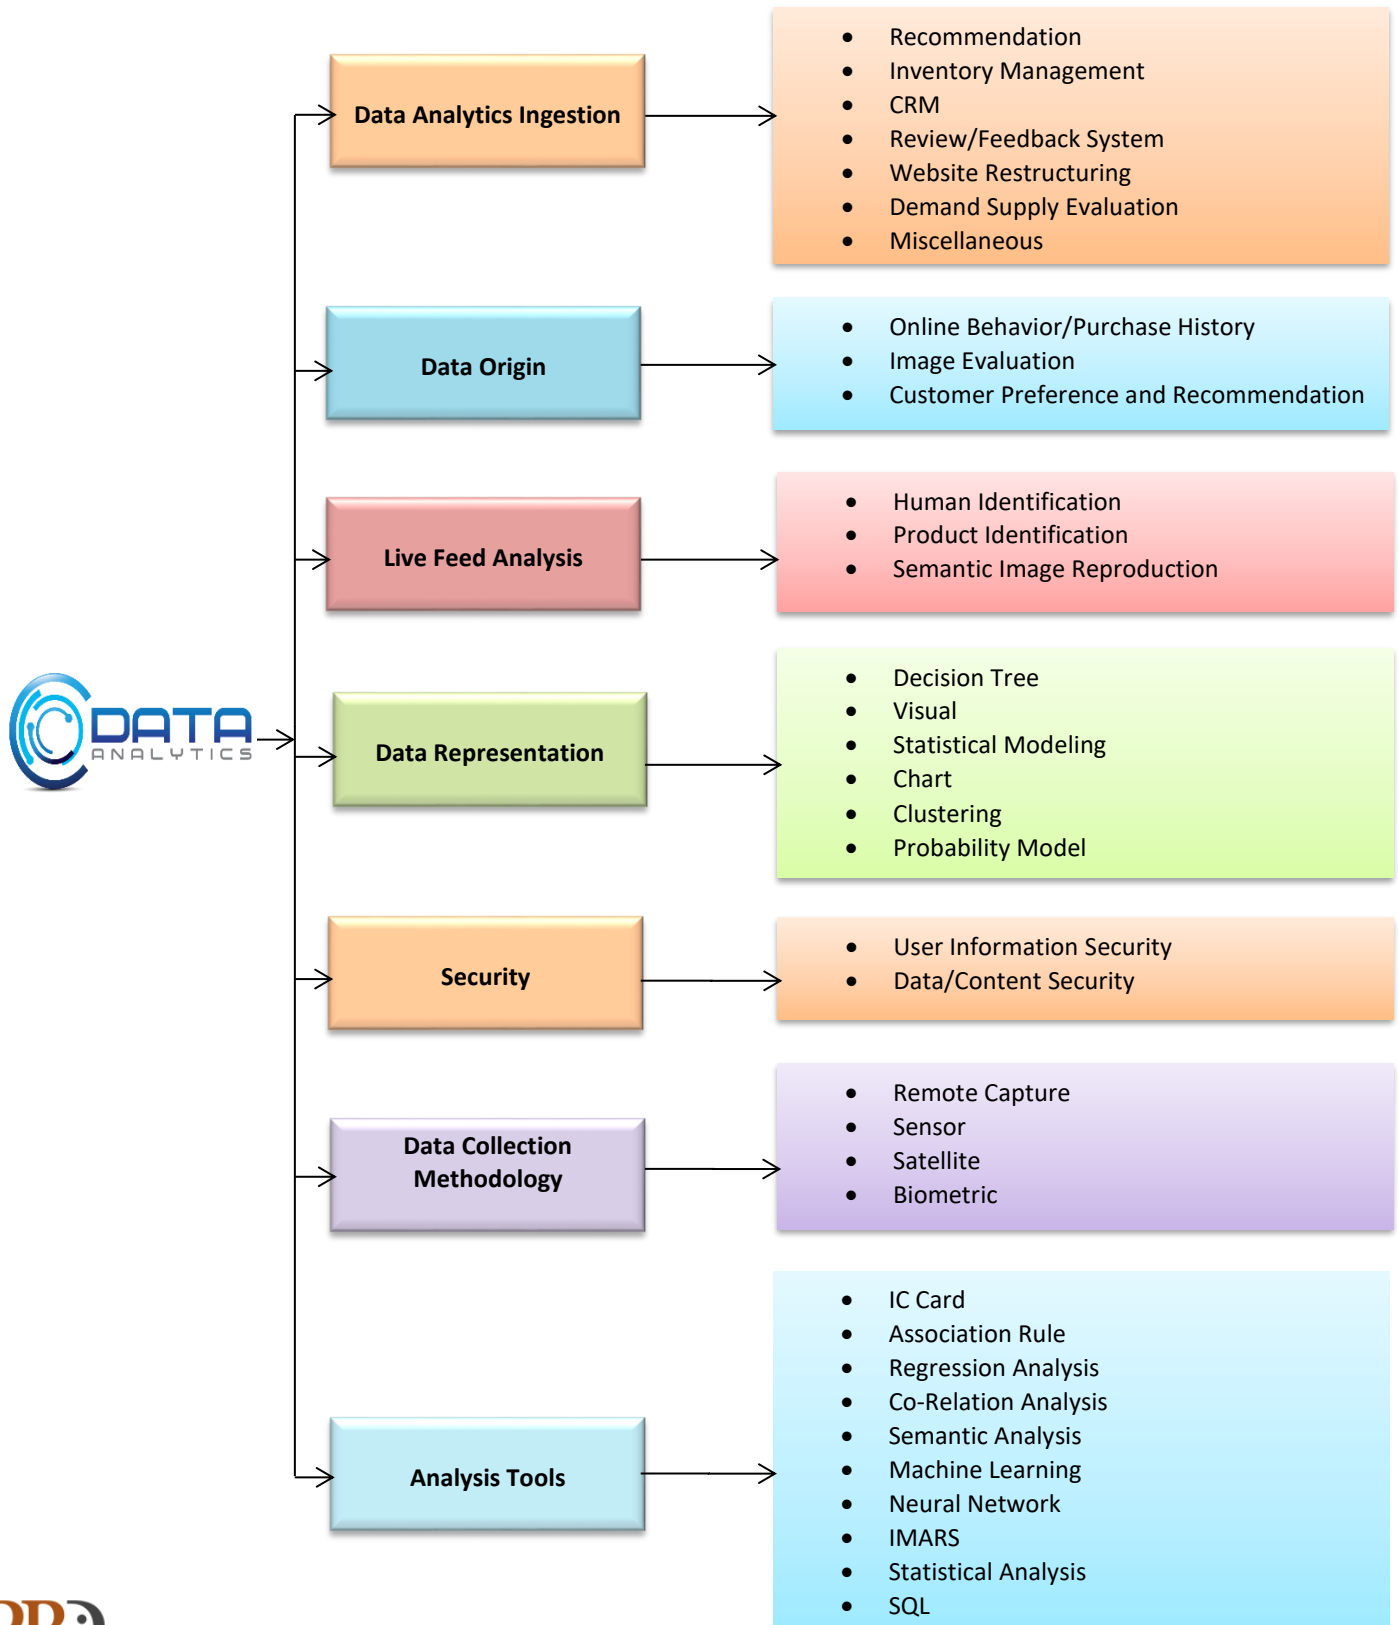 Data Analytics Ingestion
Recommendation
Inventory Management
CRM
Review/Feedback System
Website Restructuring
Demand Supply Evaluation
Miscellaneous
Data Origin
Online Behavior/Purchase History
Image Evaluation
Customer Preference and Recommendation
Live Feed Analysis
Human Identification
Product Identification
Semantic Image Reproduction
DATA
ANALYTICS
Data Representation
Decision Tree
Visual
Statistical Modeling
Chart
Clustering
Probability Model
Security
User Information Security
Data/Content Security
Data Collection
Methodology
Remote Capture
Sensor
Satellite
Biometric
Analysis Tools
IC Card
Association Rule
Regression Analysis
Co-Relation Analysis
Semantic Analysis
Machine Learning
Neural Network
IMARS
Statistical Analysis
SQL